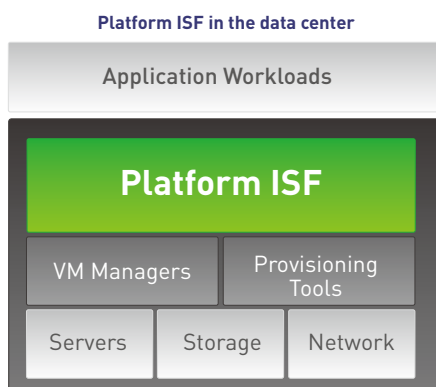 Platform ISF in the data center
Application Workloads
Platform ISF
VM Managers
Provisioning
Tools
Servers
Storage
Network